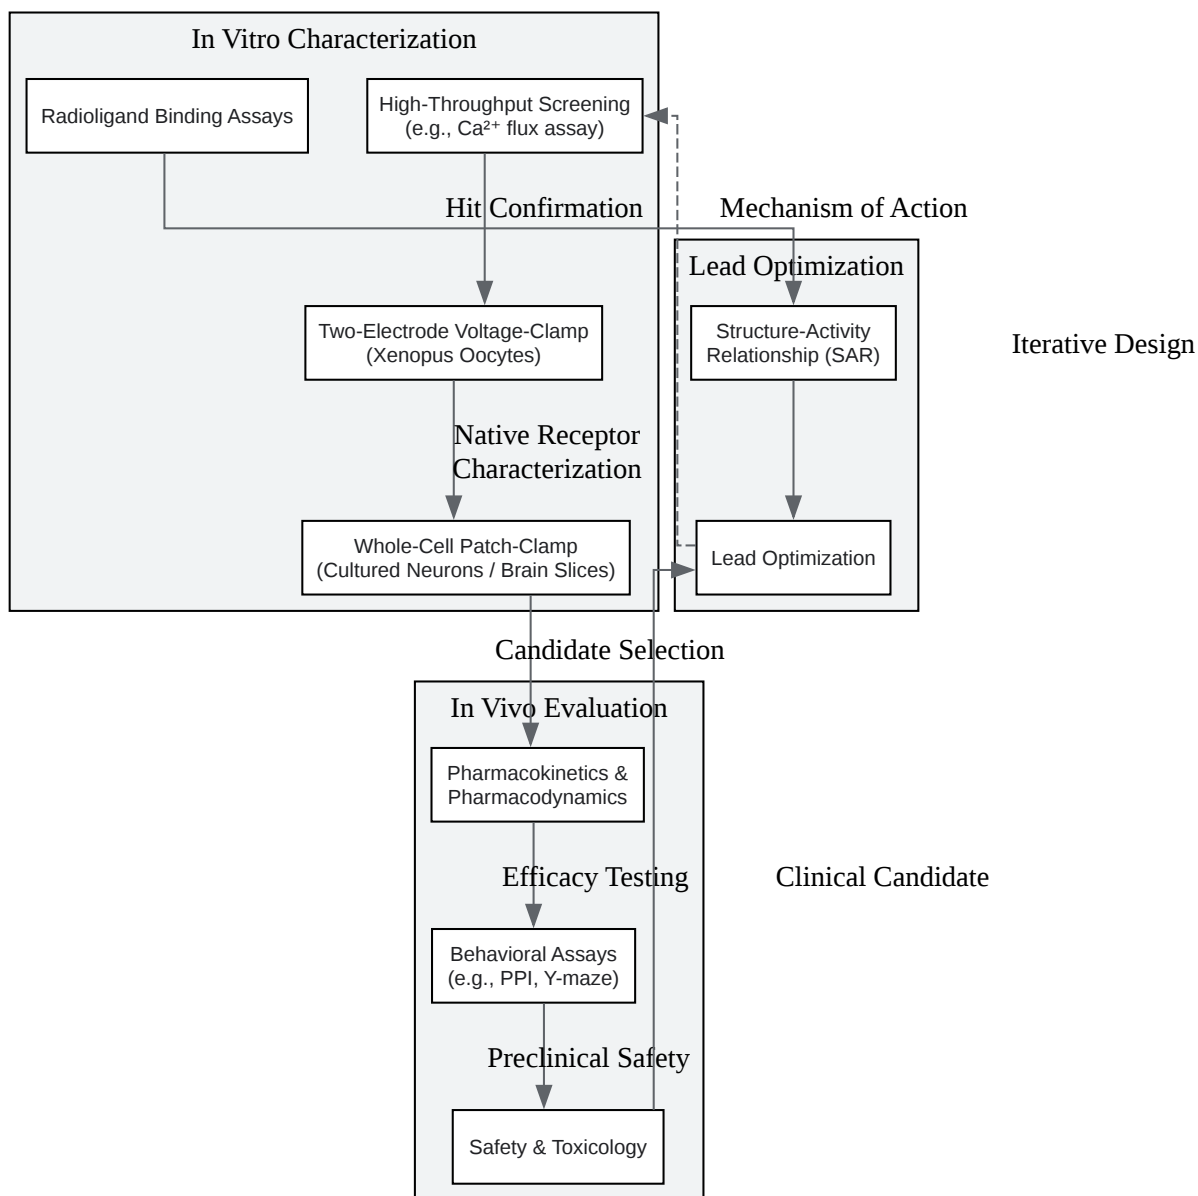 In Vitro Characterization
Radioligand Binding Assays
High-Throughput Screening
(e.g., Ca²⁺ flux assay)
Hit Confirmation
Mechanism of Action
Lead Optimization
Two-Electrode Voltage-Clamp
(Xenopus Oocytes)
Structure-Activity
Relationship (SAR)
Iterative Design
Native Receptor
Characterization
Whole-Cell Patch-Clamp
(Cultured Neurons / Brain Slices)
Lead Optimization
Candidate Selection
In Vivo Evaluation
Pharmacokinetics &
Pharmacodynamics
Efficacy Testing
Clinical Candidate
Behavioral Assays
(e.g., PPI, Y-maze)
Preclinical Safety
Safety & Toxicology